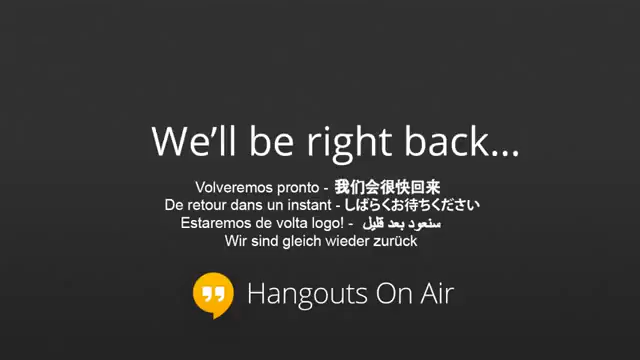 We'll be right back...
Volveremos pronto - 我们会很快回来
De retour dans un instant - しばらくお待ちください
Estaremos de volta logo! - سنعود بعد قليل
Wir sind gleich wieder zurück
Hangouts On Air